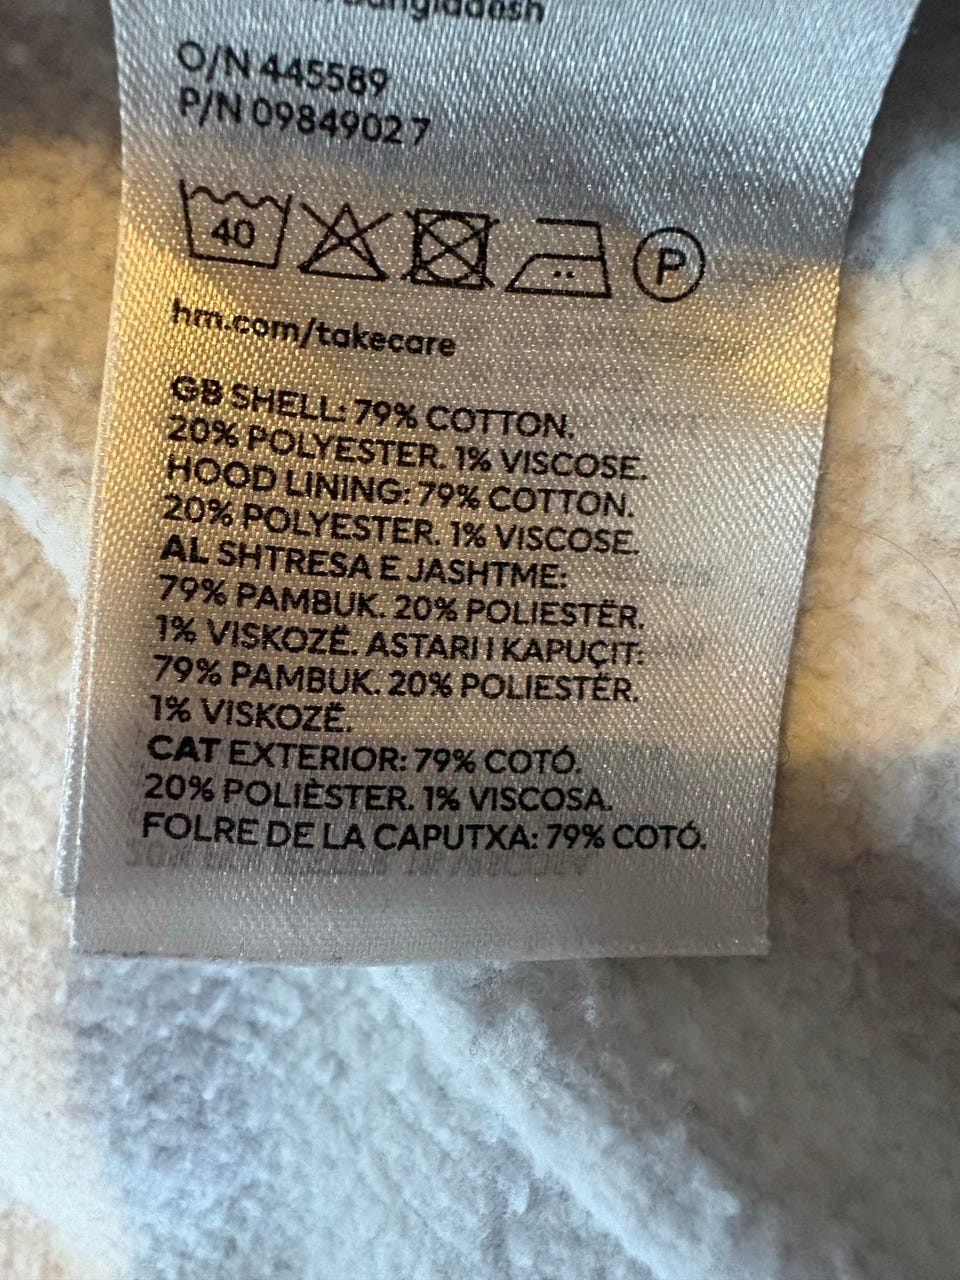 Bangladesh
O/N 445589
P/N 09849027
40
P
hm.com/takecare
GB SHELL: 79% COTTON.
20% POLYESTER. 1% VISCOSE.
HOOD LINING: 79% COTTON.
20% POLYESTER. 1% VISCOSE.
AL SHTRESA E JASHTME:
79% PAMBUK. 20% POLIESTËR.
1% VISKOZË. ASTARI I KAPUÇIT:
79% PAMBUK. 20% POLIESTËR.
1% VISKOZË.
CAT EXTERIOR: 79% COTÓ.
20% POLIÈSTER. 1% VISCOSA.
FOLRE DE LA CAPUTXA: 79% COTÓ.